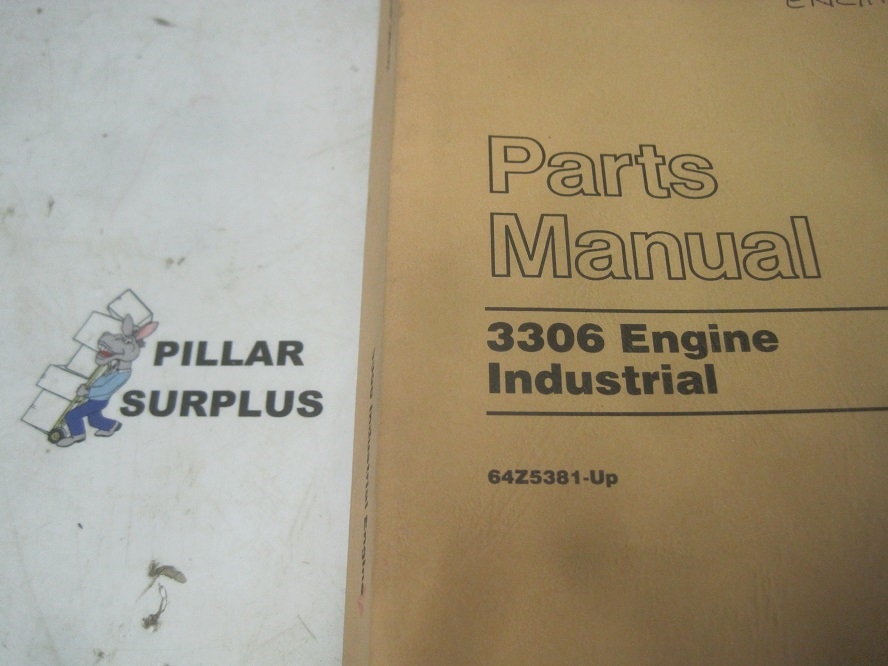 PILLAR
SURPLUS
Parts
Manual
3306 Engine
Industrial
64Z5381-Up